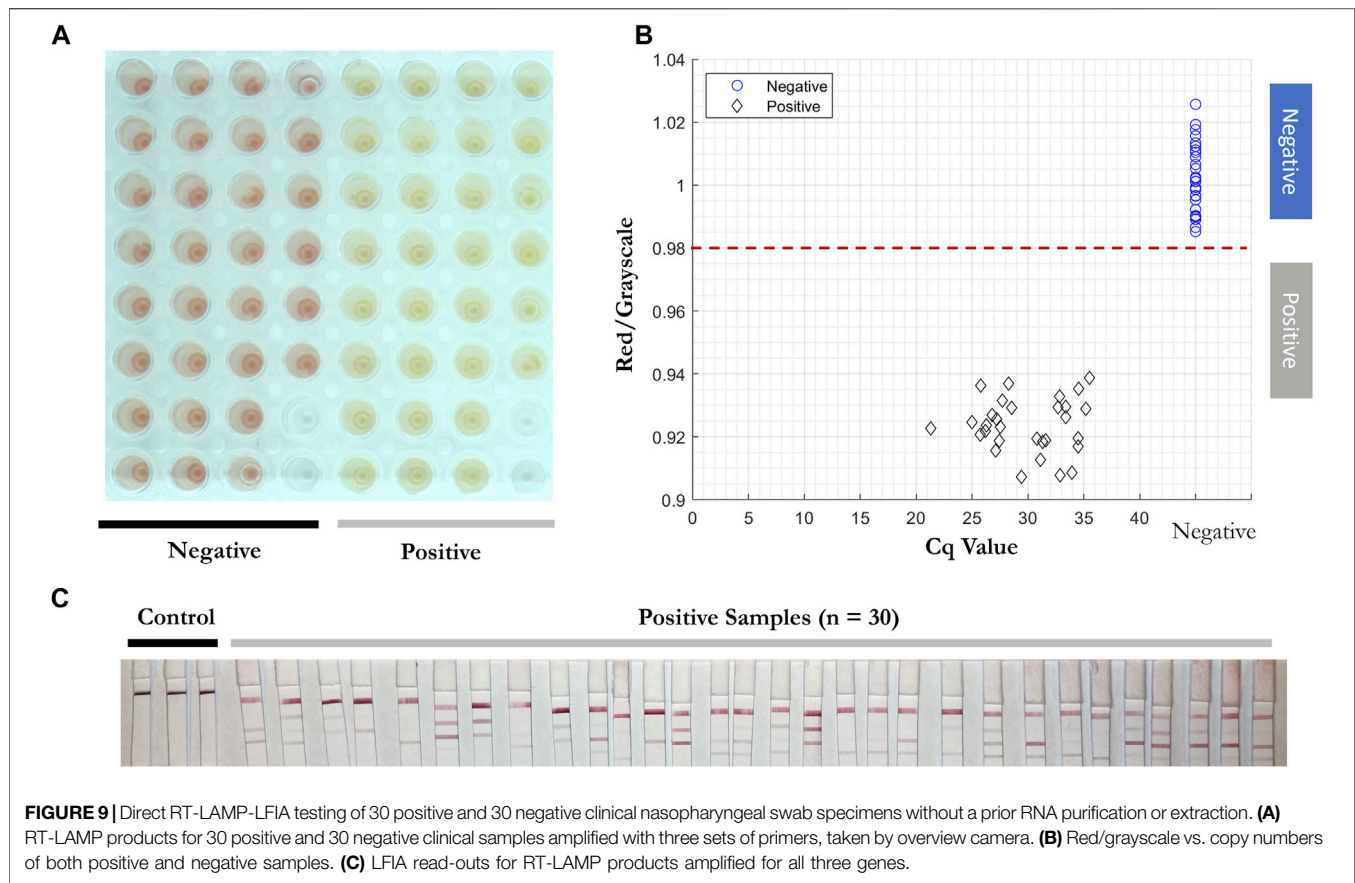 A
Negative
Positive
B
1.04
1.02
1
0.98
0.96
0.94
0.92
0.9
Red/Grayscale
Negative
Positive
0 5 10 15 20 25 30 35 40 Negative
Cq Value
Negative
Positive
C
Control
Positive Samples (n = 30)
FIGURE 9 | Direct RT-LAMP-LFIA testing of 30 positive and 30 negative clinical nasopharyngeal swab specimens without a prior RNA purification or extraction. (A)
RT-LAMP products for 30 positive and 30 negative clinical samples amplified with three sets of primers, taken by overview camera. (B) Red/grayscale vs. copy numbers
of both positive and negative samples. (C) LFIA read-outs for RT-LAMP products amplified for all three genes.